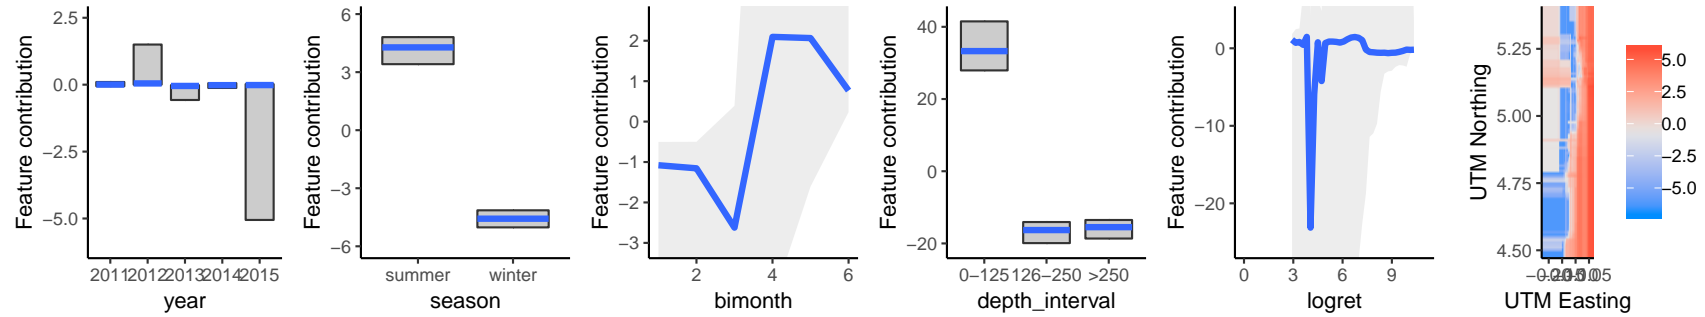 Feature contribution
2.5
0.0
−2.5
−5.0
2011 2012 2013 2014 2015
year
Feature contribution
6
3
0
−3
−6
summer winter
season
Feature contribution
2
1
0
−1
−2
−3
2 4 6
bimonth
Feature contribution
40
20
0
−20
0−125 126−250 >250
depth_interval
Feature contribution
0
−10
−20
0 3 6 9
logret
UTM Northing
5.25
5.00
4.75
4.50
UTM Easting
5.0
2.5
0.0
−2.5
−5.0